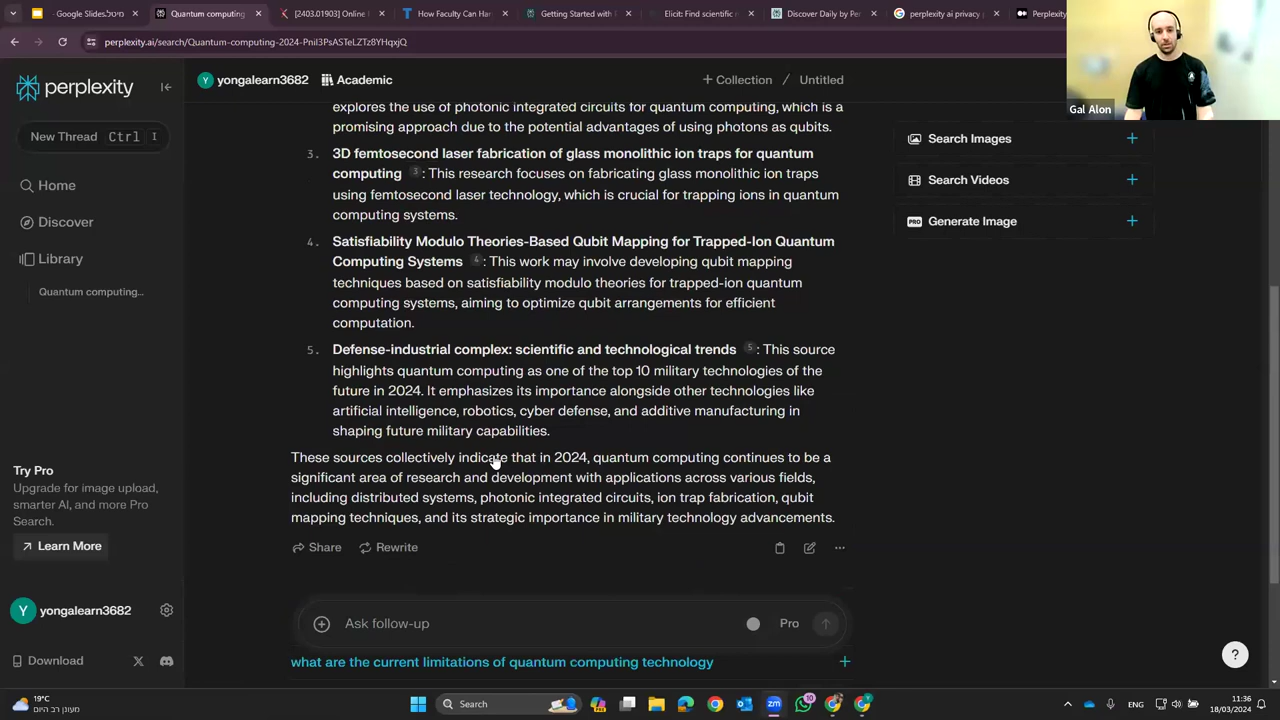 מיטל - Google Slides
Quantum computing
[2403.01903] Online
How Faculty Can Har
Getting Started with
Elicit: Find scientific
Discover Daily by Per
perplexity ai privacy
Perplexity
perplexity.ai/search/Quantum-computing-2024-PniI3PsASTeLZTz8YHqxjQ
Gal Alon
perplexity
yongalearn3682
Academic
Collection / Untitled
New Thread Ctrl I
Home
Discover
Library
Quantum computing...
explores the use of photonic integrated circuits for quantum computing, which is a
promising approach due to the potential advantages of using photons as qubits.
3. 3D femtosecond laser fabrication of glass monolithic ion traps for quantum
computing 3 : This research focuses on fabricating glass monolithic ion traps
using femtosecond laser technology, which is crucial for trapping ions in quantum
computing systems.
4. Satisfiability Modulo Theories-Based Qubit Mapping for Trapped-Ion Quantum
Computing Systems 4 : This work may involve developing qubit mapping
techniques based on satisfiability modulo theories for trapped-ion quantum
computing systems, aiming to optimize qubit arrangements for efficient
computation.
5. Defense-industrial complex: scientific and technological trends 5 : This source
highlights quantum computing as one of the top 10 military technologies of the
future in 2024. It emphasizes its importance alongside other technologies like
artificial intelligence, robotics, cyber defense, and additive manufacturing in
shaping future military capabilities.
These sources collectively indicate that in 2024, quantum computing continues to be a
significant area of research and development with applications across various fields,
including distributed systems, photonic integrated circuits, ion trap fabrication, qubit
mapping techniques, and its strategic importance in military technology advancements.
Share Rewrite
Ask follow-up Pro
what are the current limitations of quantum computing technology
Search Images
Search Videos
PRO Generate Image
Try Pro
Upgrade for image upload,
smarter AI, and more Pro
Search.
Learn More
yongalearn3682
Download
?
19°C
מעונן רב היום
Search
10
ENG
11:36
18/03/2024